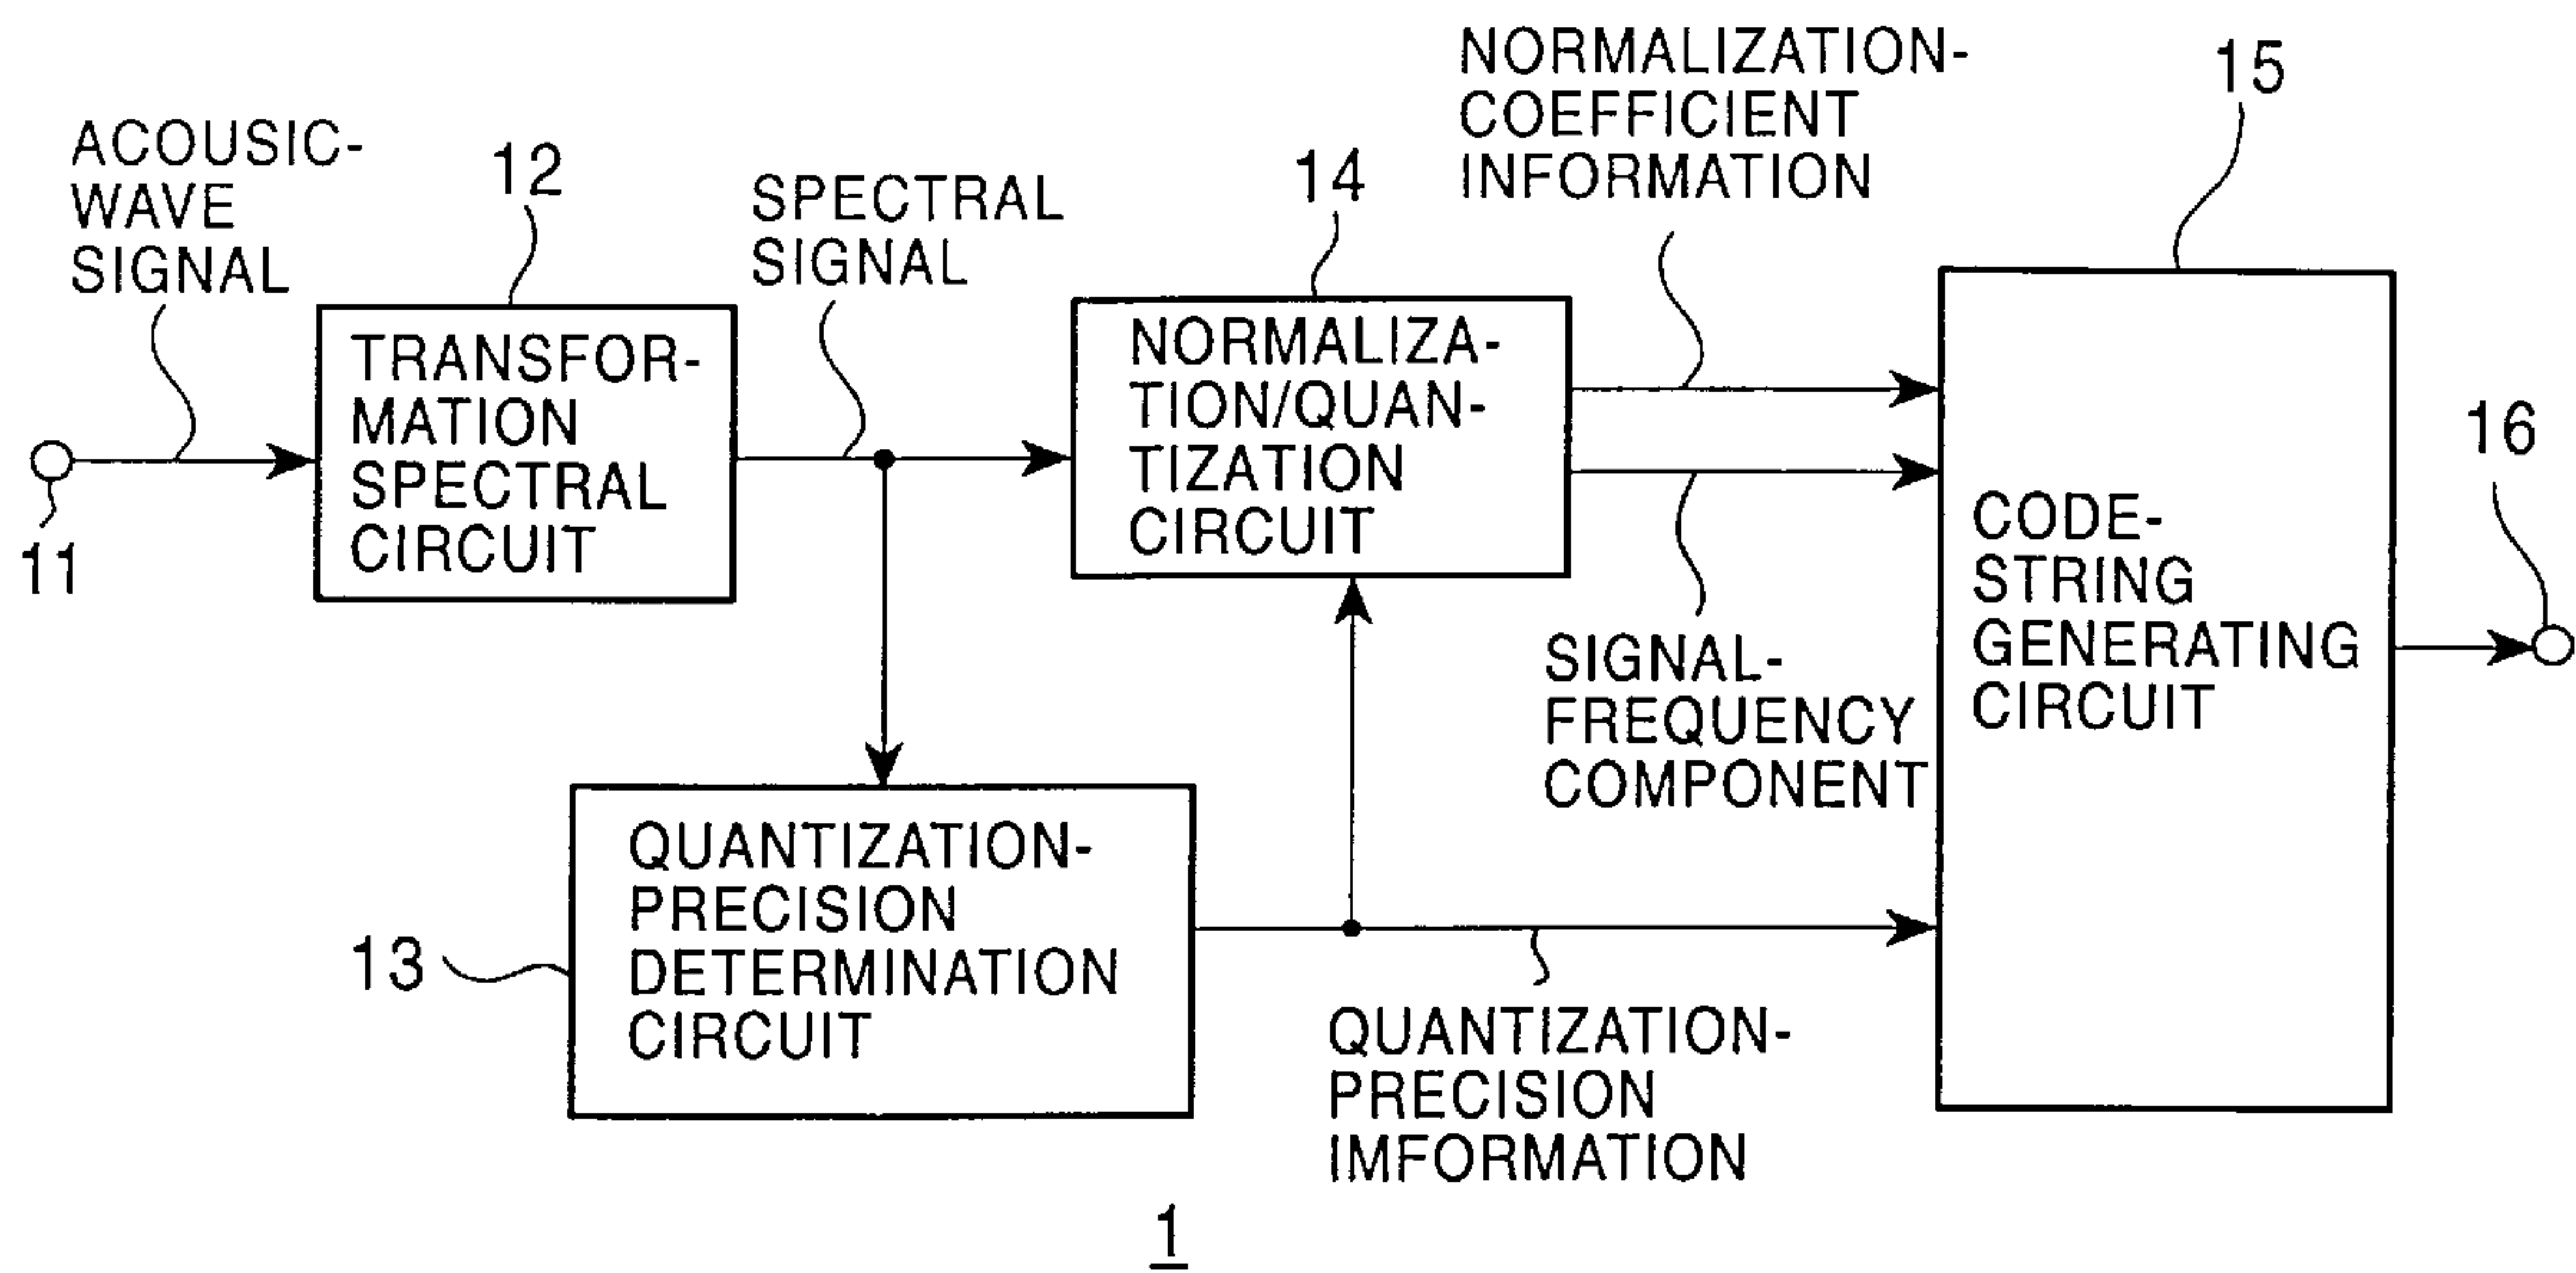 ACOUSIC-
WAVE
SIGNAL
11
12
TRANSFOR-
MATION
SPECTRAL
CIRCUIT
SPECTRAL
SIGNAL
14
NORMALIZA-
TION/QUAN-
TIZATION
CIRCUIT
NORMALIZATION-
COEFFICIENT
INFORMATION
SIGNAL-
FREQUENCY
COMPONENT
15
CODE-
STRING
GENERATING
CIRCUIT
16
13
QUANTIZATION-
PRECISION
DETERMINATION
CIRCUIT
QUANTIZATION-
PRECISION
IMFORMATION
1